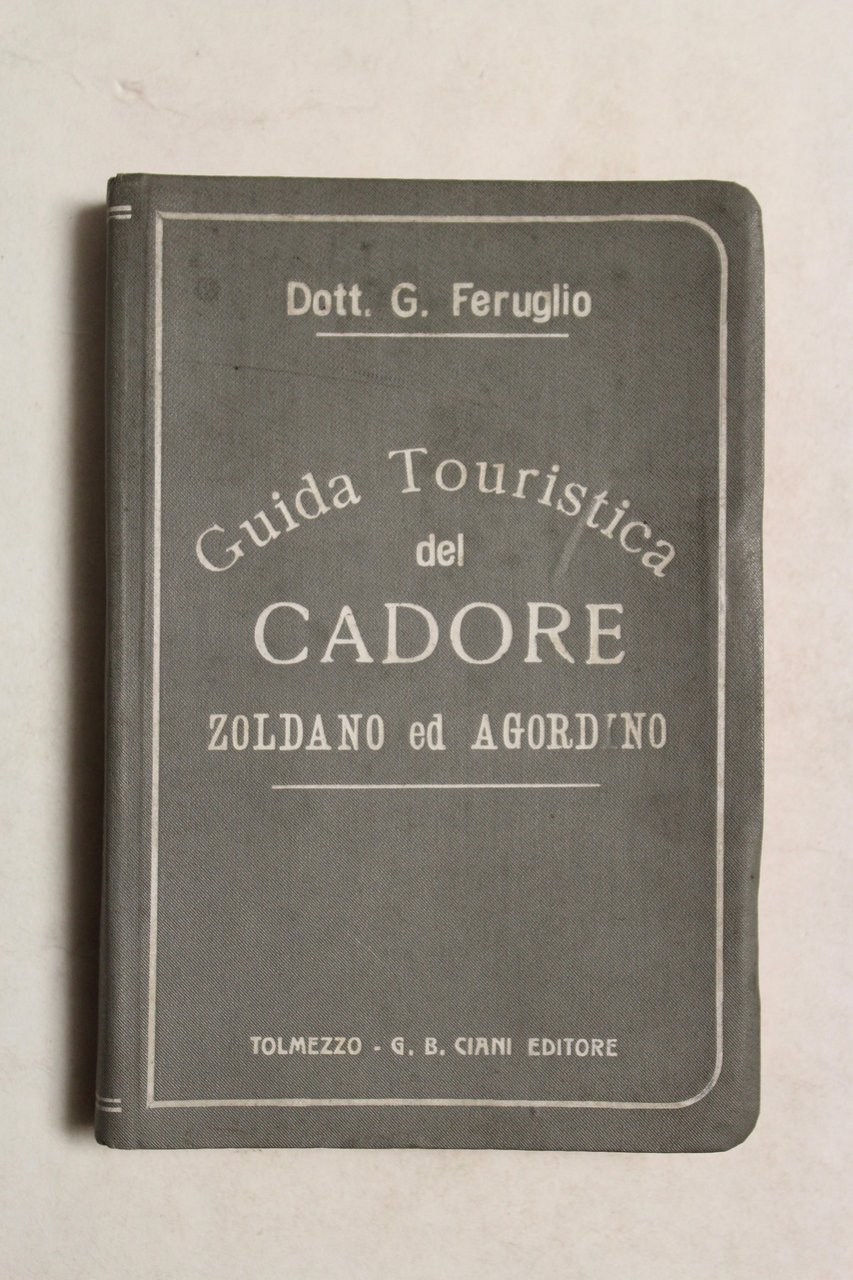 Dott. G. Feruglio
Guida Touristica
del
CADORE
ZOLDANO ed AGORDINO
TOLMEZZO - G. B. CIANI EDITORE